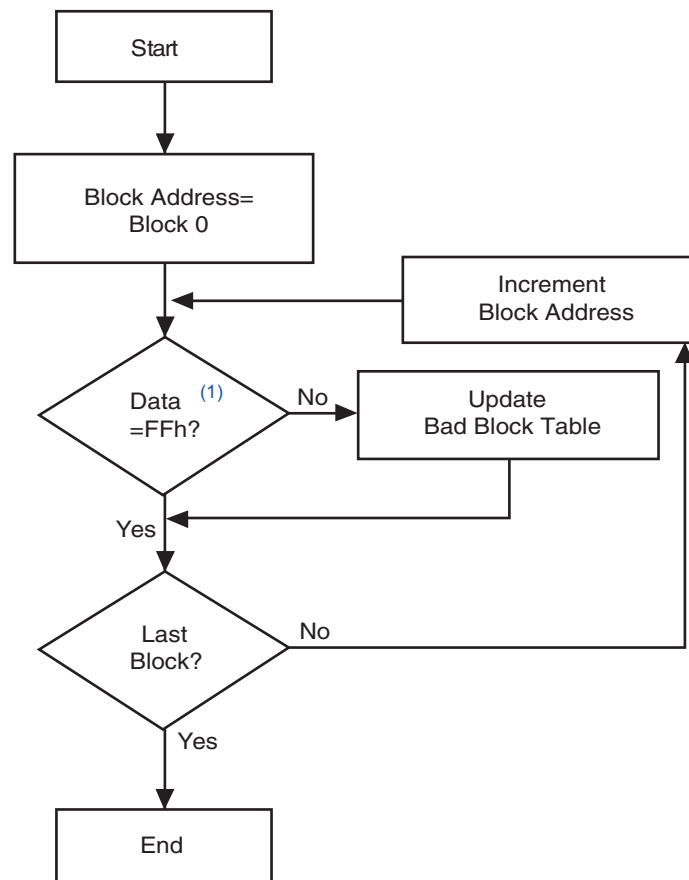 Start
Block Address=
Block 0
Increment
Block Address
Data (1)
=FFh?
No
Update
Bad Block Table
Yes
Last
Block?
No
Yes
End